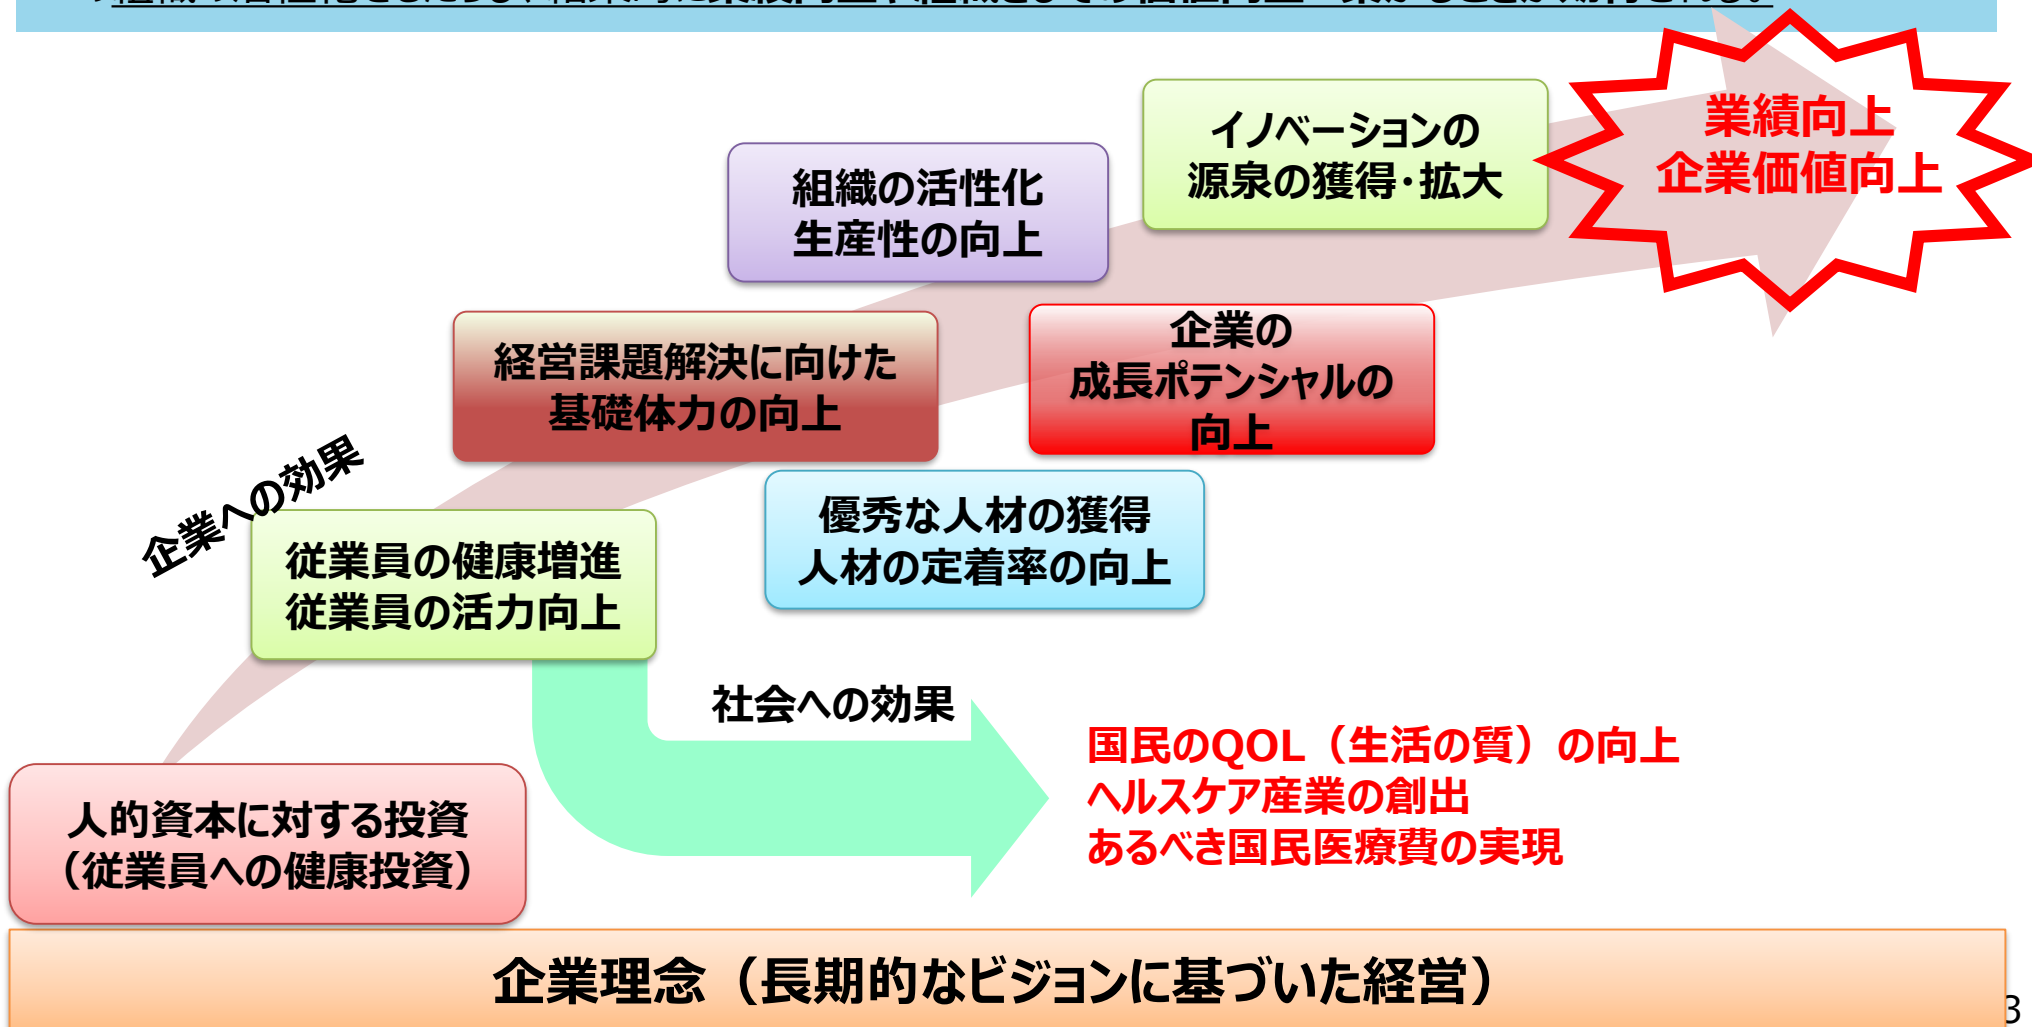 業績向上
企業価値向上
イノベーションの
源泉の獲得・拡大
組織の活性化
生産性の向上
経営課題解決に向けた
基礎体力の向上
企業の
成長ポテンシャルの
向上
企業への効果
優秀な人材の獲得
人材の定着率の向上
従業員の健康増進
従業員の活力向上
社会への効果
国民のQOL（生活の質）の向上
ヘルスケア産業の創出
あるべき国民医療費の実現
人的資本に対する投資
（従業員への健康投資）
企業理念（長期的なビジョンに基づいた経営）
3